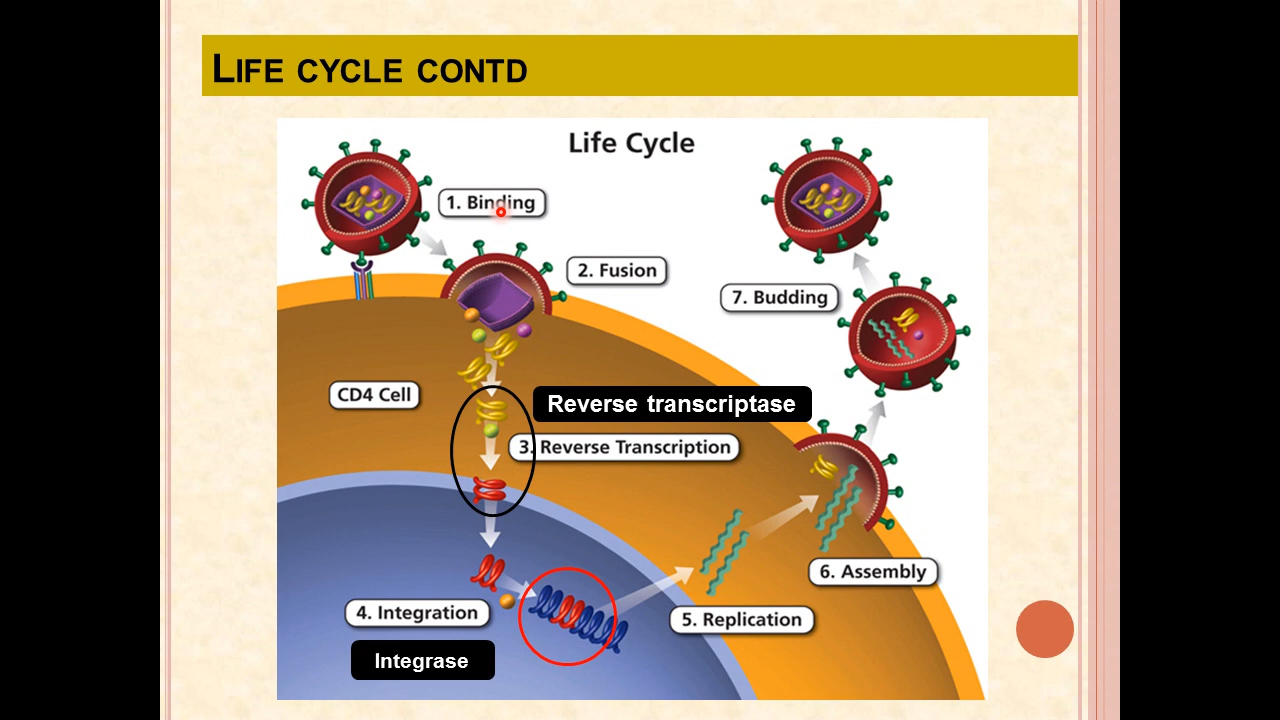 LIFE CYCLE CONTD
Life Cycle
1. Binding
2. Fusion
7. Budding
CD4 Cell
Reverse transcriptase
3. Reverse Transcription
6. Assembly
4. Integration
5. Replication
Integrase